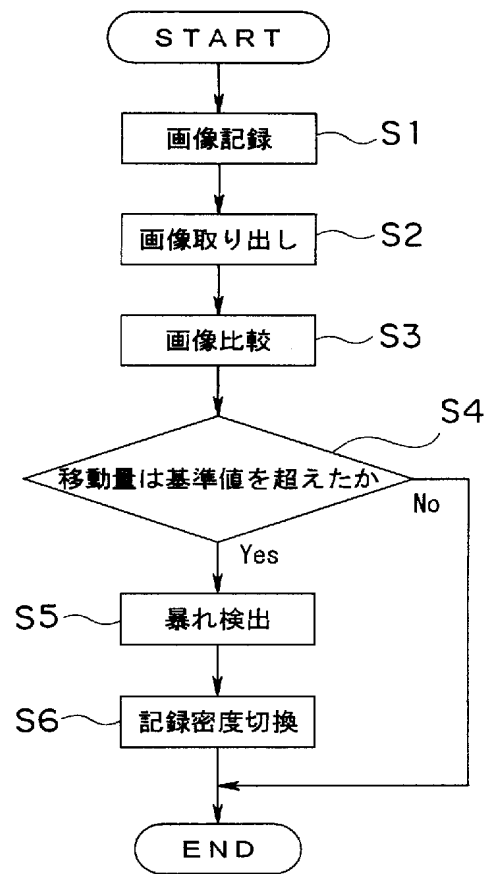 START
画像記録
S1
画像取り出し
S2
画像比較
S3
S4
移動量は基準値を超えたか
No
Yes
S5
暴れ検出
S6
記録密度切換
END